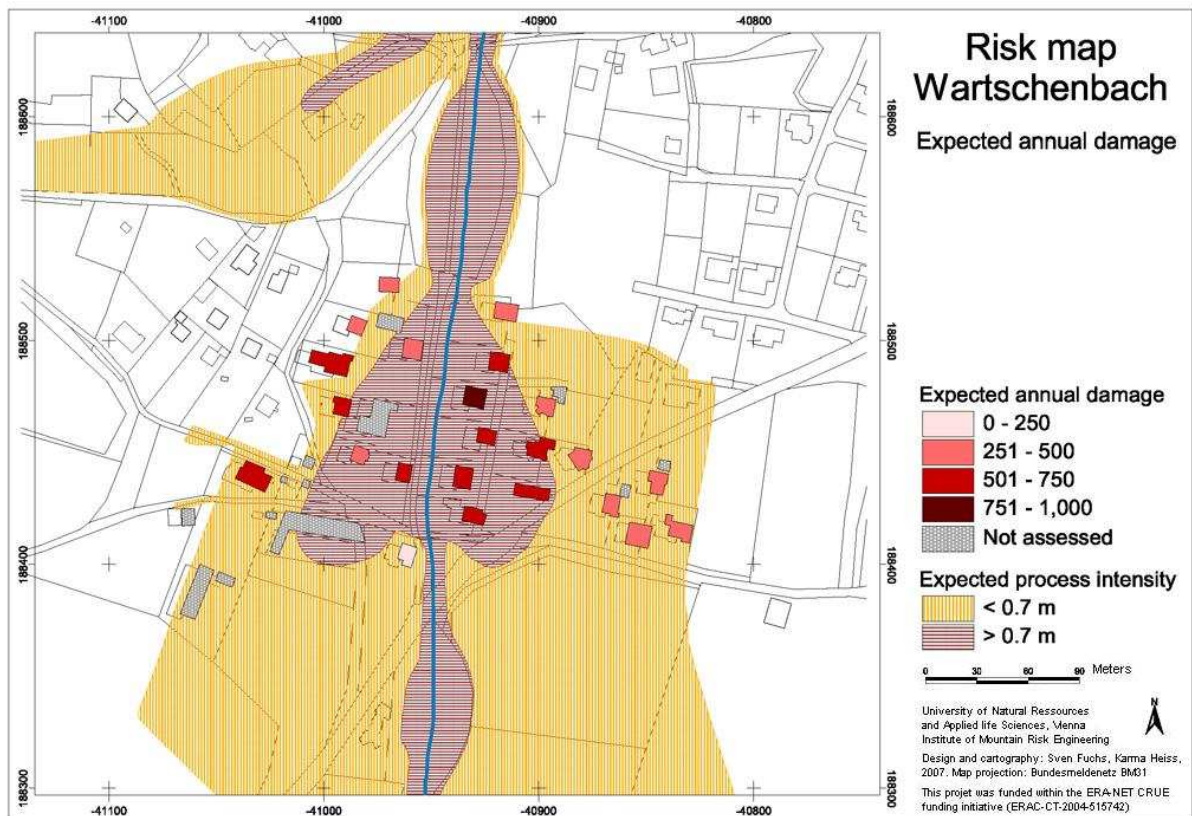 -41100 -41000 -40900 -40800
188600 188600
188500 188500
188400 188400
188300 188300
-41100 -41000 -40900 -40800
Risk map
Wartschenbach
Expected annual damage
Expected annual damage
0 - 250
251 - 500
501 - 750
751 - 1,000
Not assessed
Expected process intensity
< 0.7 m
> 0.7 m
0 30 60 90 Meters
University of Natural Ressources
and Applied life Sciences, Vienna
Institute of Mountain Risk Engineering
N
Design and cartography: Sven Fuchs, Karma Heiss,
2007. Map projection: Bundesmeldenetz BM31
This projet was funded within the ERA-NET CRUE
funding initiative (ERAC-CT-2004-515742)